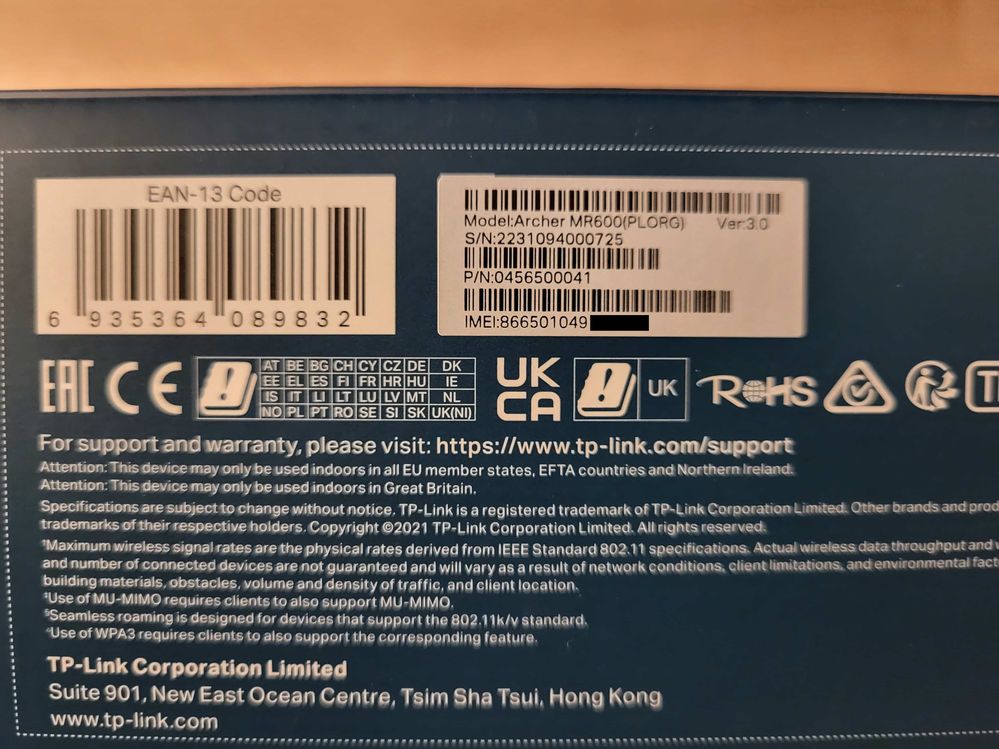 EAN-13 Code
6 935364 089832
Model:Archer MR600(PLORG) Ver:3.0
S/N:2231094000725
P/N:0456500041
IMEI:866501049
EAC CE
AT BE BG CH CY CZ DE DK
EE EL ES FI FR HR HU IE
IS IT LI LT LU LV MT NL
NO PL PT RO SE SI SK UK(NI)
UK
CA
UK
RoHS
For support and warranty, please visit: https://www.tp-link.com/support
Attention: This device may only be used indoors in all EU member states, EFTA countries and Northern Ireland.
Attention: This device may only be used indoors in Great Britain.
Specifications are subject to change without notice. TP-Link is a registered trademark of TP-Link Corporation Limited. Other brands and
trademarks of their respective holders. Copyright ©2021 TP-Link Corporation Limited. All rights reserved.
Maximum wireless signal rates are the physical rates derived from IEEE Standard 802.11 specifications. Actual wireless data throughput and
and number of connected devices are not guaranteed and will vary as a result of network conditions, client limitations, and environmental
building materials, obstacles, volume and density of traffic, and client location.
‡Use of MU-MIMO requires clients to also support MU-MIMO.
§Seamless roaming is designed for devices that support the 802.11k/v standard.
Use of WPA3 requires clients to also support the corresponding feature.
TP-Link Corporation Limited
Suite 901, New East Ocean Centre, Tsim Sha Tsui, Hong Kong
www.tp-link.com